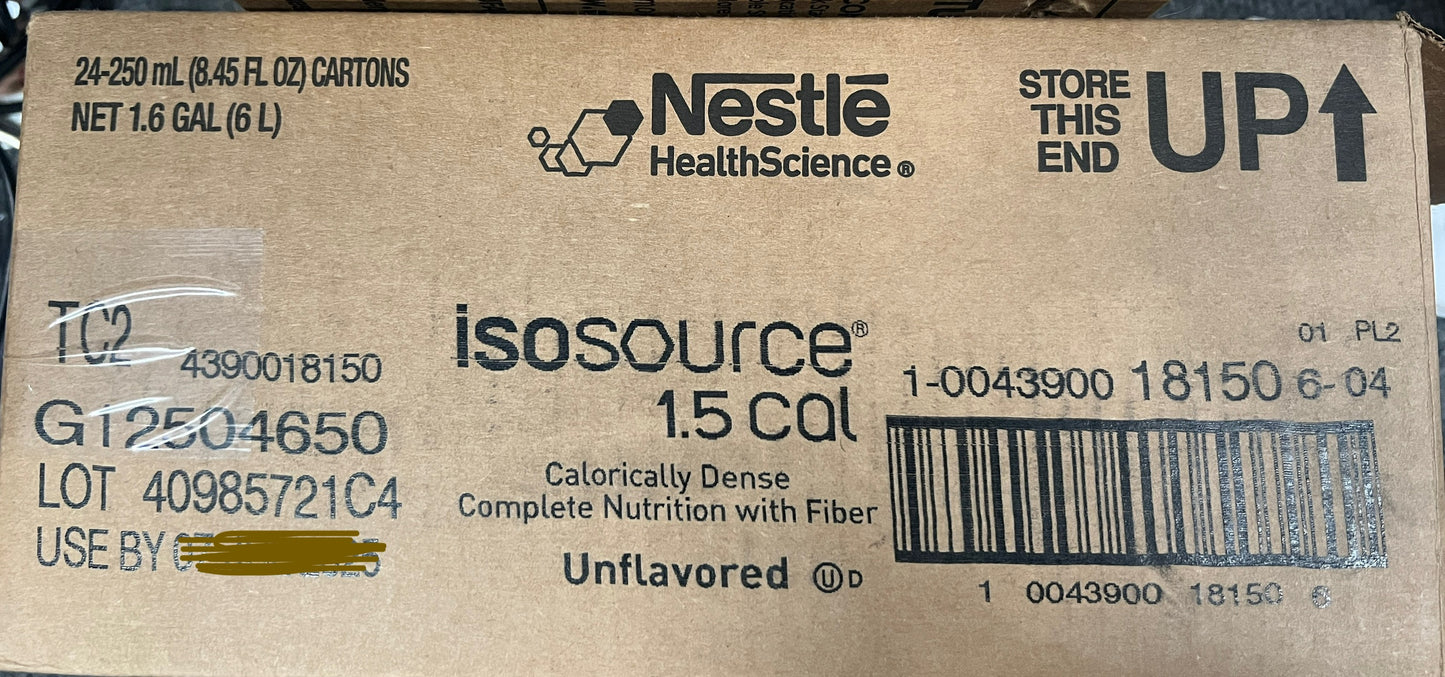 24-250 mL (8.45 FL OZ) CARTONS
NET 1.6 GAL (6 L)
Nestlé
HealthScience®
STORE
THIS
END
UP
TC2
4390018150
G12504650
LOT 40985721C4
USE BY
isosource®
1.5 cal
Calorically Dense
Complete Nutrition with Fiber
Unflavored Ⓤ D
01 PL2
1-0043900 18150 6-04
1 0043900 18150 6